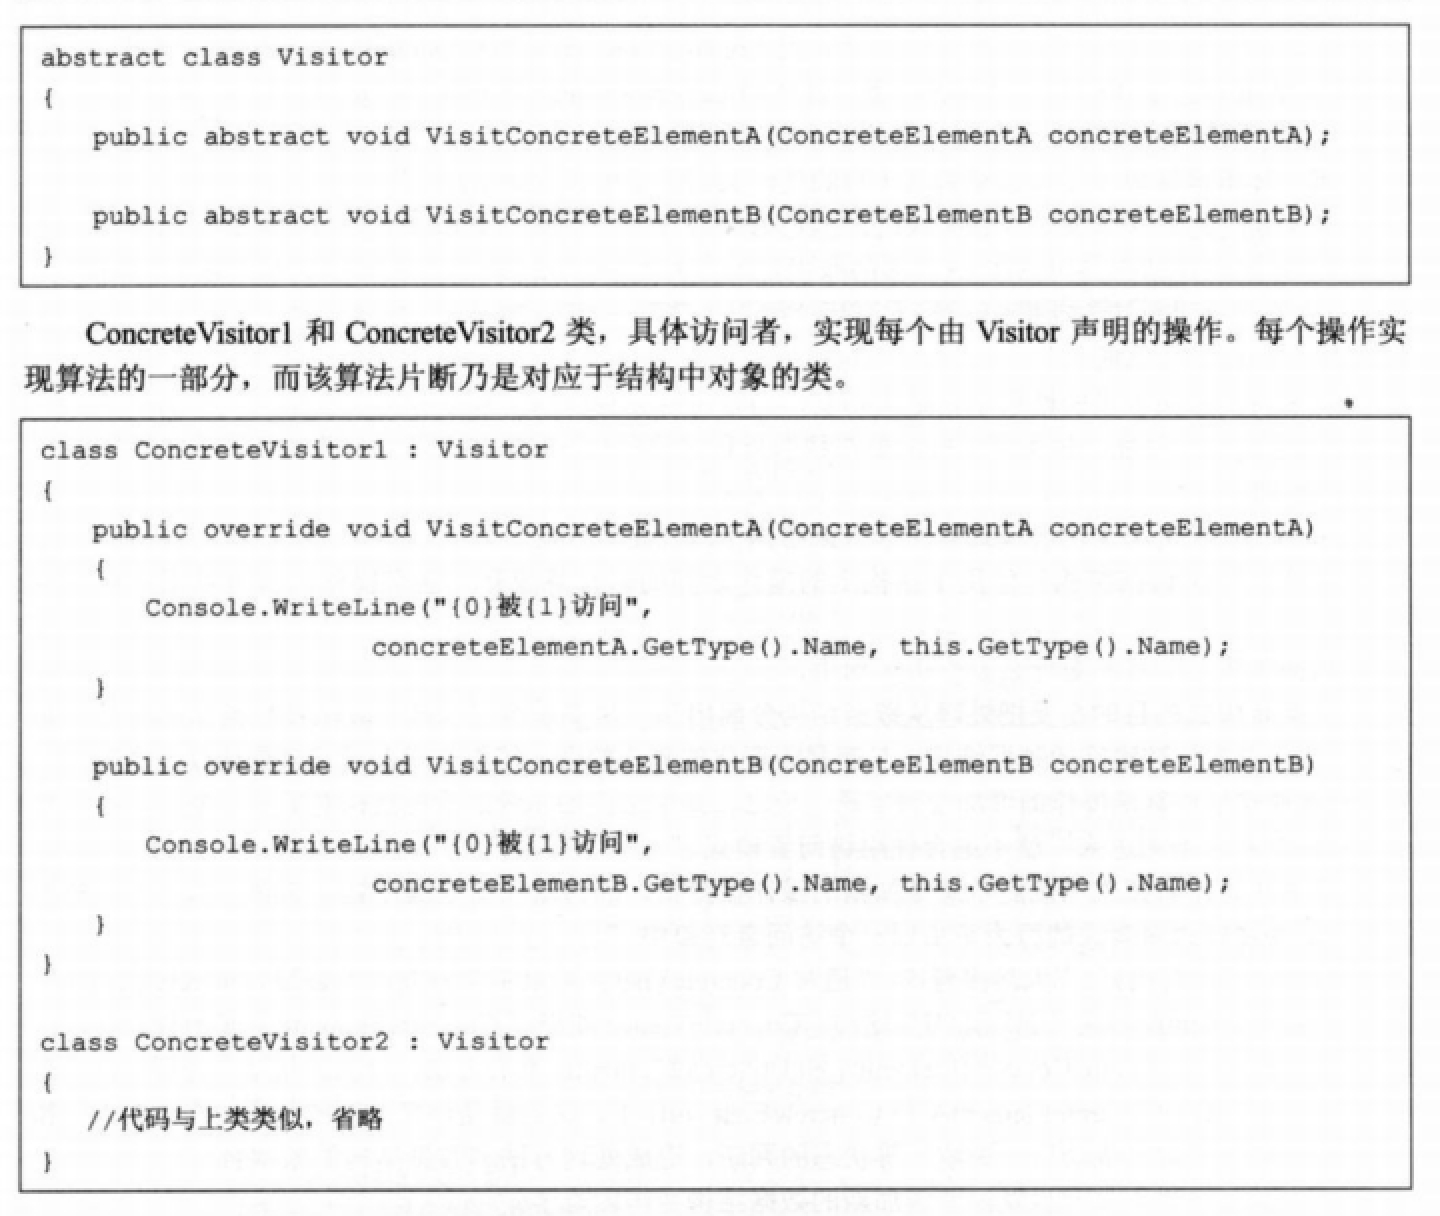 abstract class Visitor
{
public abstract void VisitConcreteElementA(ConcreteElementA concreteElementA);
public abstract void VisitConcreteElementB(ConcreteElementB concreteElementB);
}
ConcreteVisitor1 和 ConcreteVisitor2 类，具体访问者，实现每个由 Visitor 声明的操作。每个操作实
现算法的一部分，而该算法片断乃是对应于结构中对象的类。
class ConcreteVisitor1 : Visitor
{
public override void VisitConcreteElementA(ConcreteElementA concreteElementA)
{
Console.WriteLine("{0}被{1}访问",
concreteElementA.GetType().Name, this.GetType().Name);
}
public override void VisitConcreteElementB(ConcreteElementB concreteElementB)
{
Console.WriteLine("{0}被{1}访问",
concreteElementB.GetType().Name, this.GetType().Name);
}
}
class ConcreteVisitor2 : Visitor
{
//代码与上类类似，省略
}